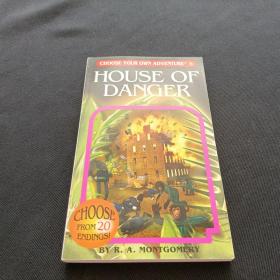 CHOOSE YOUR OWN ADVENTURE® 6
HOUSE OF
DANGER
CHOOSE
FROM 20
ENDINGS!
BY R. A. MONTGOMERY